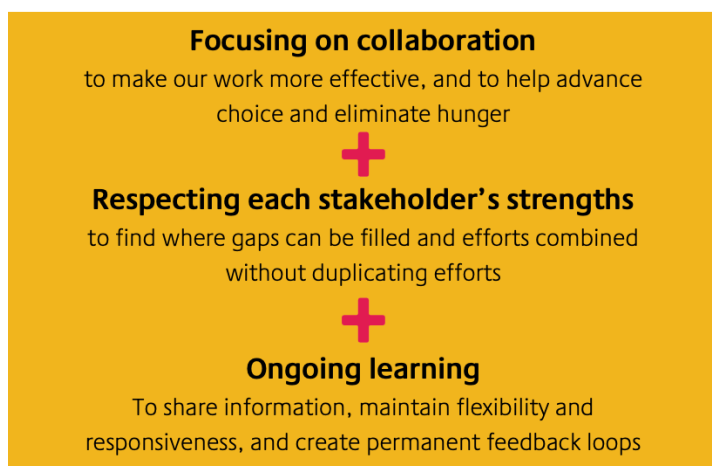 Focusing on collaboration
to make our work more effective, and to help advance
choice and eliminate hunger
Respecting each stakeholder’s strengths
to find where gaps can be filled and efforts combined
without duplicating efforts
Ongoing learning
To share information, maintain flexibility and
responsiveness, and create permanent feedback loops